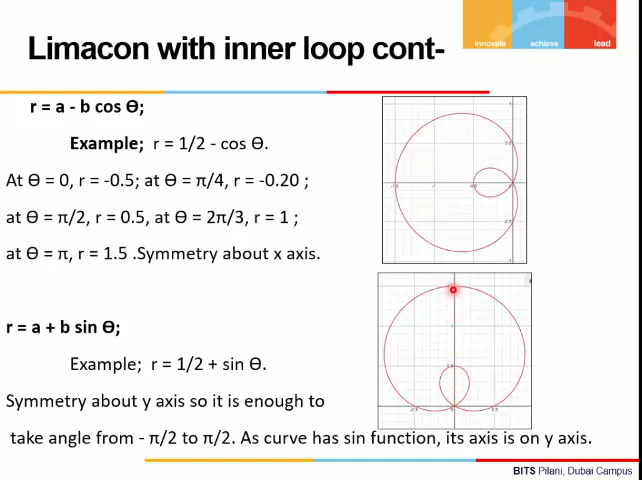 Limacon with inner loop cont-
innovate achieve lead
r = a - b cos Ɵ;
Example; r = 1/2 - cos Ɵ.
At Ɵ = 0, r = -0.5; at Ɵ = π/4, r = -0.20 ;
at Ɵ = π/2, r = 0.5, at Ɵ = 2π/3, r = 1 ;
at Ɵ = π, r = 1.5 .Symmetry about x axis.
r = a + b sin Ɵ;
Example; r = 1/2 + sin Ɵ.
Symmetry about y axis so it is enough to
take angle from - π/2 to π/2. As curve has sin function, its axis is on y axis.
BITS Pilani, Dubai Campus